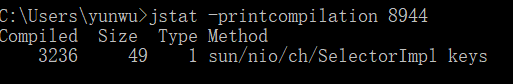 C:\Users\yunwu>jstat -printcompilation 8944
Compiled  Size  Type Method
    3236     49    1 sun/nio/ch/SelectorImpl keys